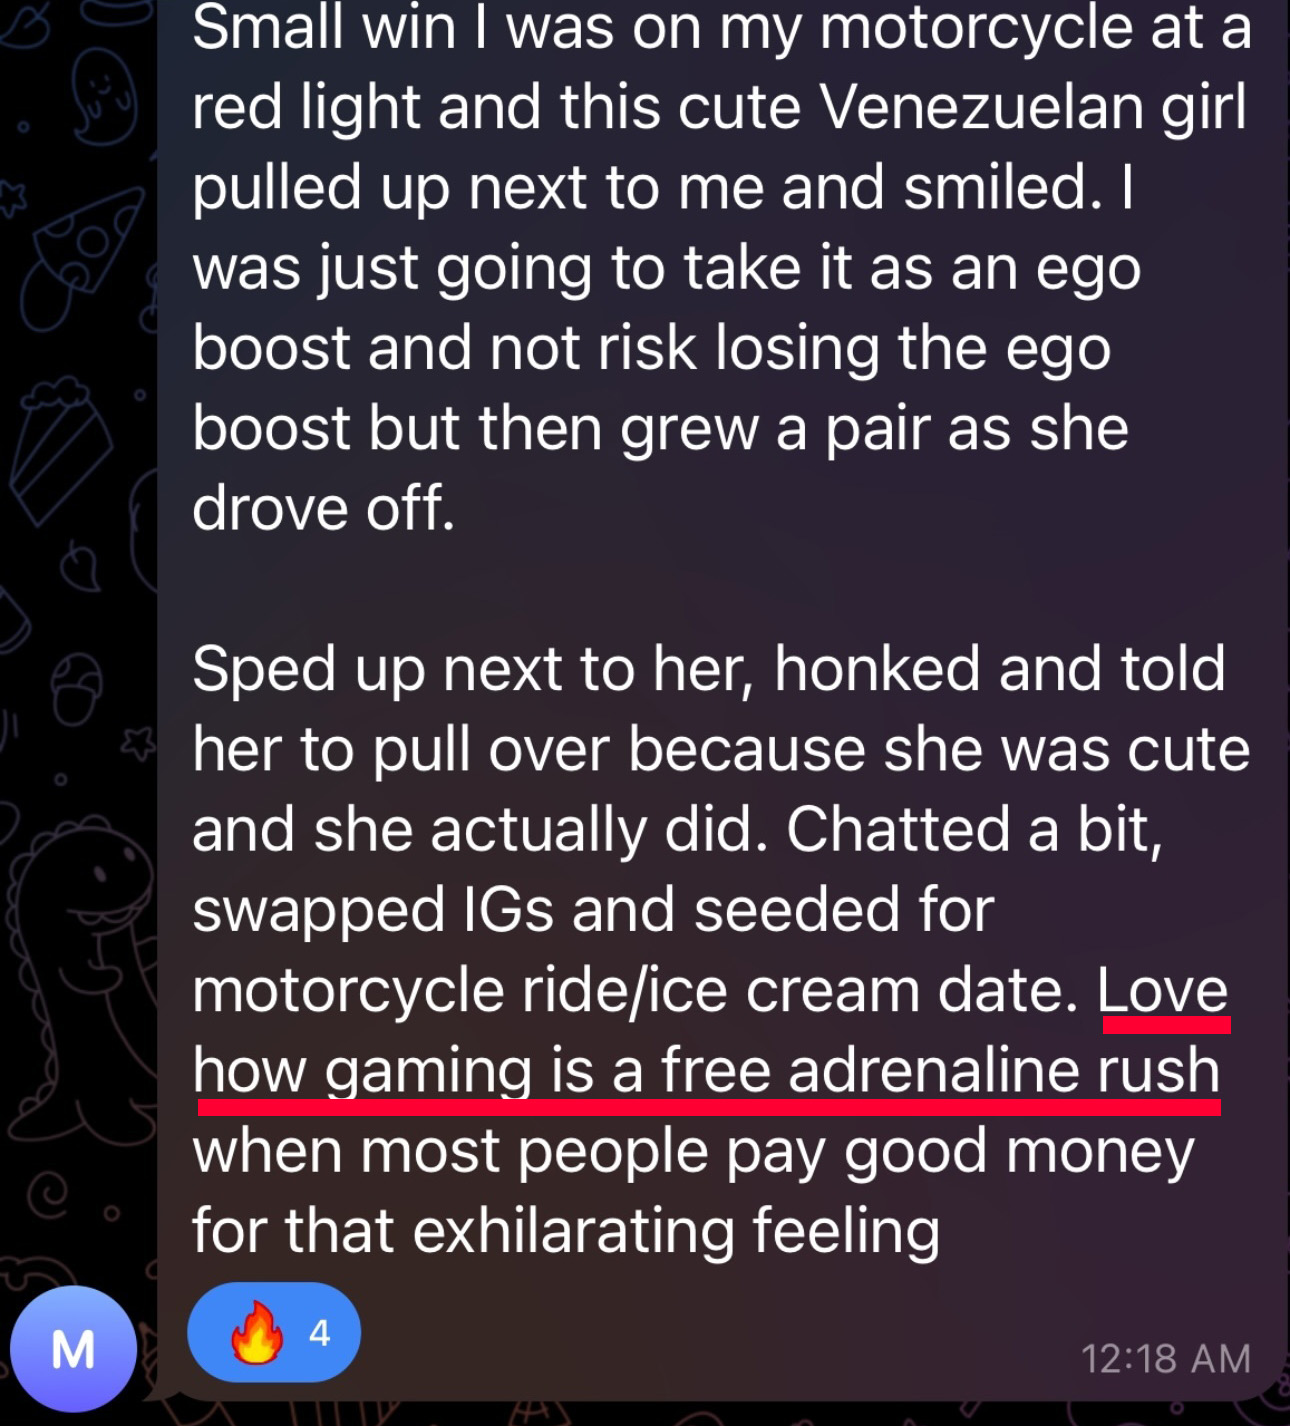 Small win I was on my motorcycle at a
red light and this cute Venezuelan girl
pulled up next to me and smiled. I
was just going to take it as an ego
boost and not risk losing the ego
boost but then grew a pair as she
drove off.
Sped up next to her, honked and told
her to pull over because she was cute
and she actually did. Chatted a bit,
swapped IGs and seeded for
motorcycle ride/ice cream date. Love
how gaming is a free adrenaline rush
when most people pay good money
for that exhilarating feeling
M
🔥 4
12:18 AM